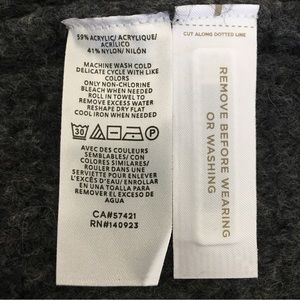 59% ACRYLIC/ ACRYLIQUE/
ACRÍLICO
41% NYLON/ NILÓN
MACHINE WASH COLD
DELICATE CYCLE WITH LIKE
COLORS
ONLY NON-CHLORINE
BLEACH WHEN NEEDED
ROLL IN TOWEL TO
REMOVE EXCESS WATER
RESHAPE DRY FLAT
COOL IRON WHEN NEEDED
30 P
AVEC DES COULEURS
SEMBLABLES/ CON
COLORES SIMILARES/
ROULER DANS UNE
SERVIETTE POUR ENLEVER
L'EXCÈS D'EAU/ ENROLLAR
EN UNA TOALLA PARA
REMOVER EL EXCESO DE
AGUA
CA#57421
RN#140923
CUT ALONG DOTTED LINE
REMOVE BEFORE WEARING
OR WASHING